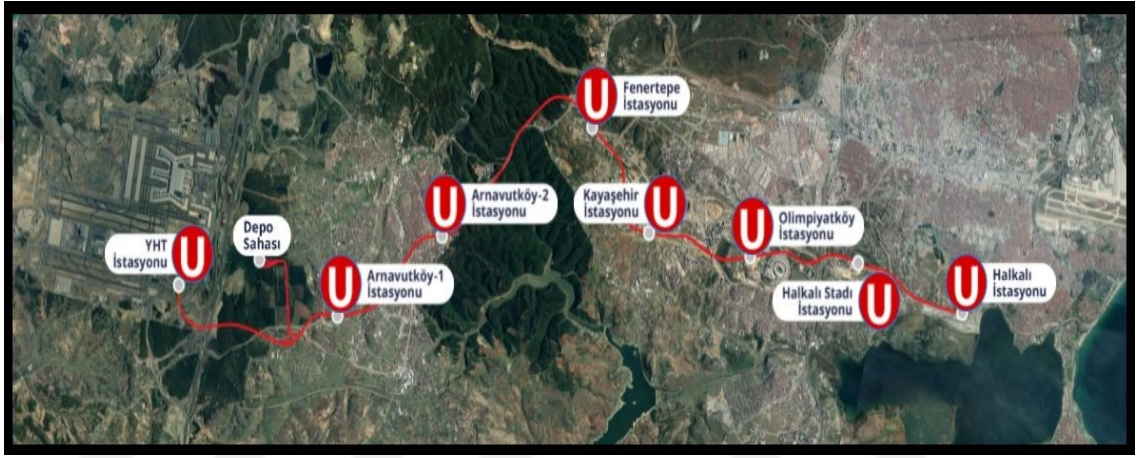 U
YHT
İstasyonu
Depo
Sahası
U
Arnavutköy-1
İstasyonu
U
Arnavutköy-2
İstasyonu
U
Fenertepe
İstasyonu
Kayaşehir
İstasyonu
U
U
Olimpiyatköy
İstasyonu
Halkalı Stadı
İstasyonu
U
U
Halkalı
İstasyonu